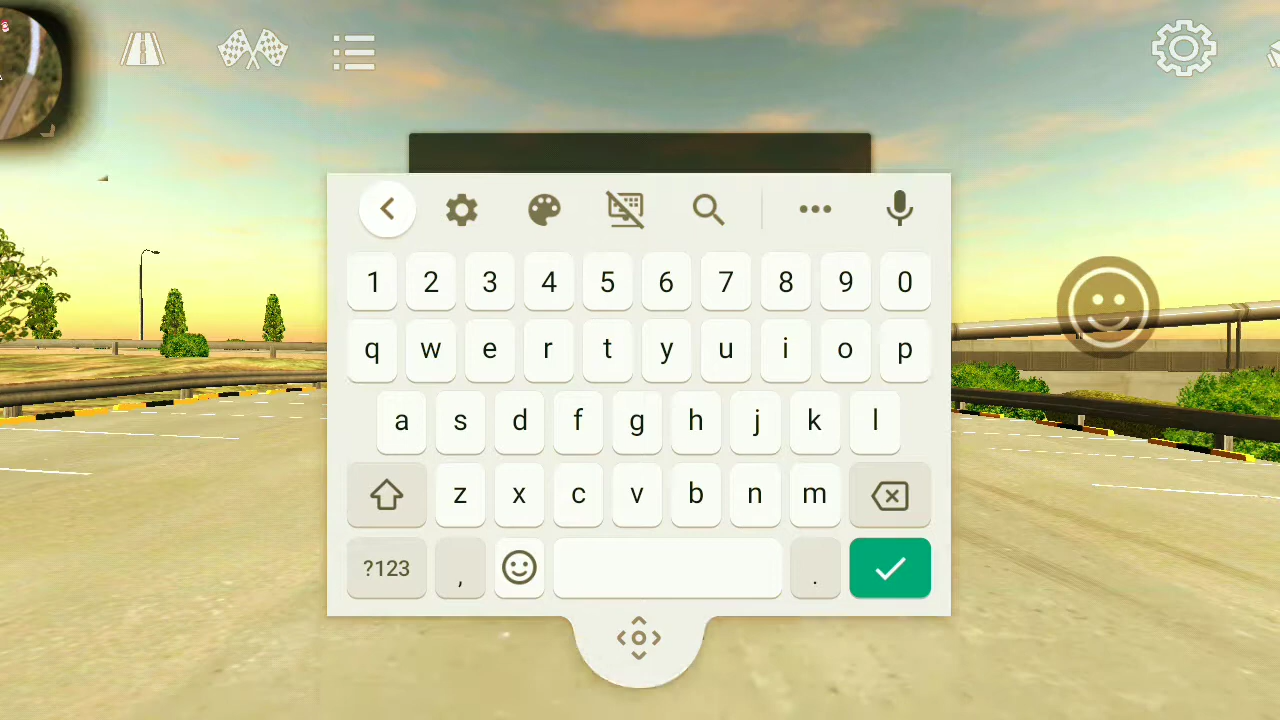 1 2 3 4 5 6 7 8 9 0
q w e r t y u i o p
a s d f g h j k l
z x c v b n m
?123 , .